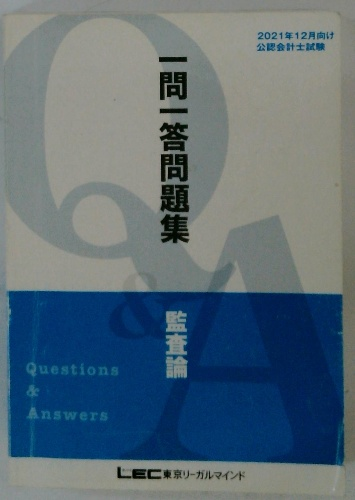 2021年12月向け
公認会計士試験
一問一答問題集
Q&A
監査論
Questions
&
Answers
LEC東京リーガルマインド